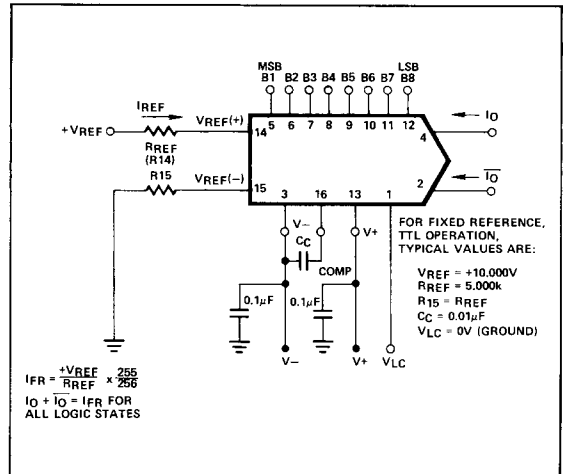 MSB LSB
B1 B2 B3 B4 B5 B6 B7 B8
IREF
VREF(+)
+VREF
14 5 6 7 8 9 10 11 12
IO
4
RREF
(R14)
R15
VREF(−)
15
IO
2
3 16 13 1
V− V+
CC
COMP
0.1μF 0.1μF
V− V+ VLC
FOR FIXED REFERENCE,
TTL OPERATION,
TYPICAL VALUES ARE:
VREF = +10.000V
RREF = 5.000k
R15 = RREF
CC = 0.01μF
VLC = 0V (GROUND)
IFR = +VREF/RREF x 255/256
IO + I̅O̅ = IFR FOR
ALL LOGIC STATES